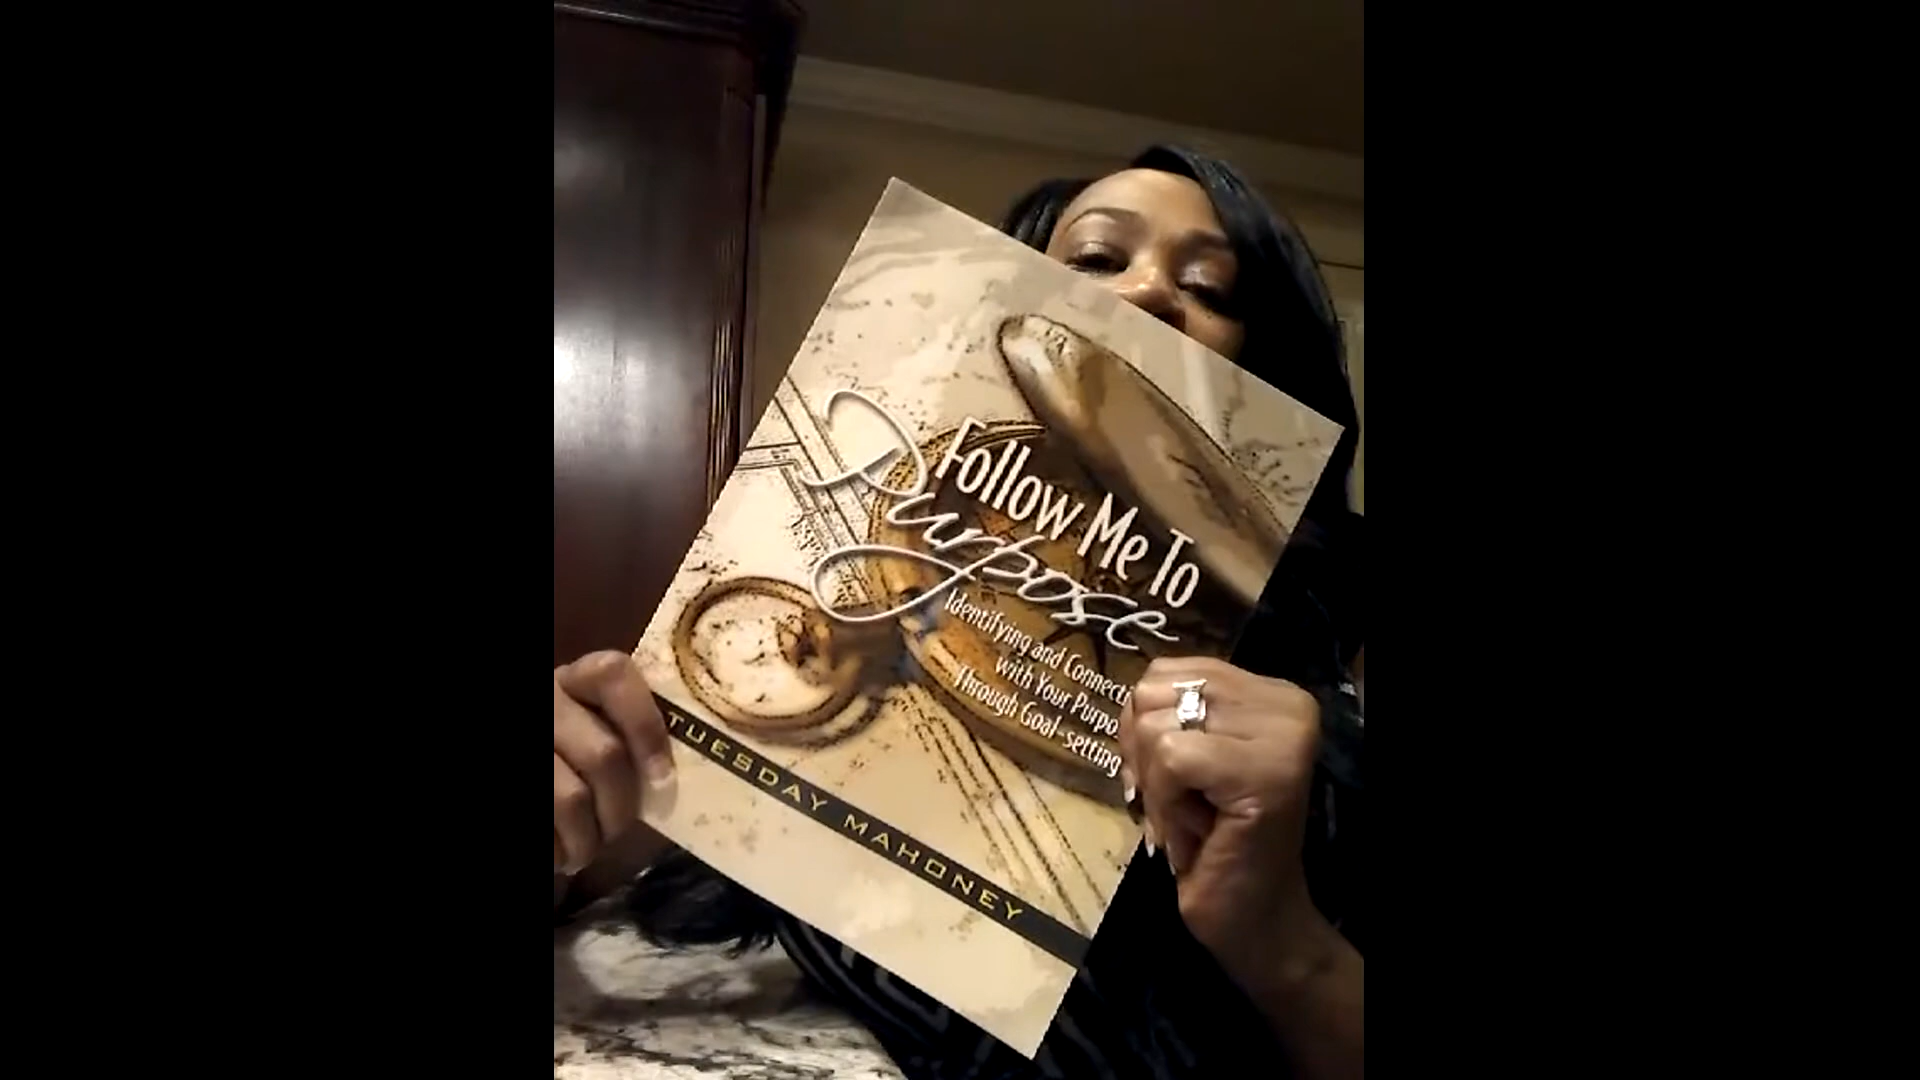 Follow Me To
Purpose
Identifying and Connecti
with Your Purpo
Through Goal-setting
TUESDAY MAHONEY